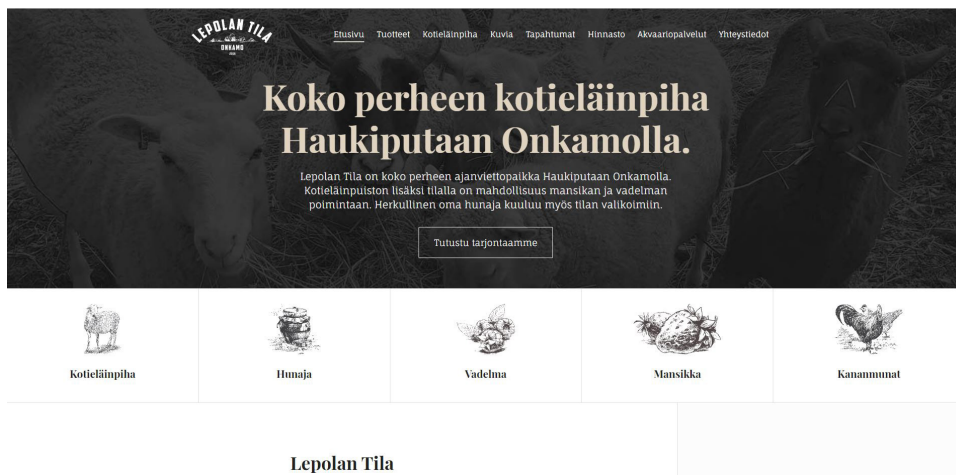 LEPOLAN TILA
ONKAMO
Etusivu Tuotteet Kotieläinpiha Kuvia Tapahtumat Hinnasto Akvaariopalvelut Yhteystiedot
Koko perheen kotieläinpiha
Haukiputaan Onkamolla.
Lepolan Tila on koko perheen ajanviettopaikka Haukiputaan Onkamolla.
Kotieläinpuiston lisäksi tilalla on mahdollisuus mansikan ja vadelman
poimintaan. Herkullinen oma hunaja kuuluu myös tilan valikoimiin.
Tutustu tarjontaamme
Kotieläinpiha
Hunaja
Vadelma
Mansikka
Kananmunat
Lepolan Tila